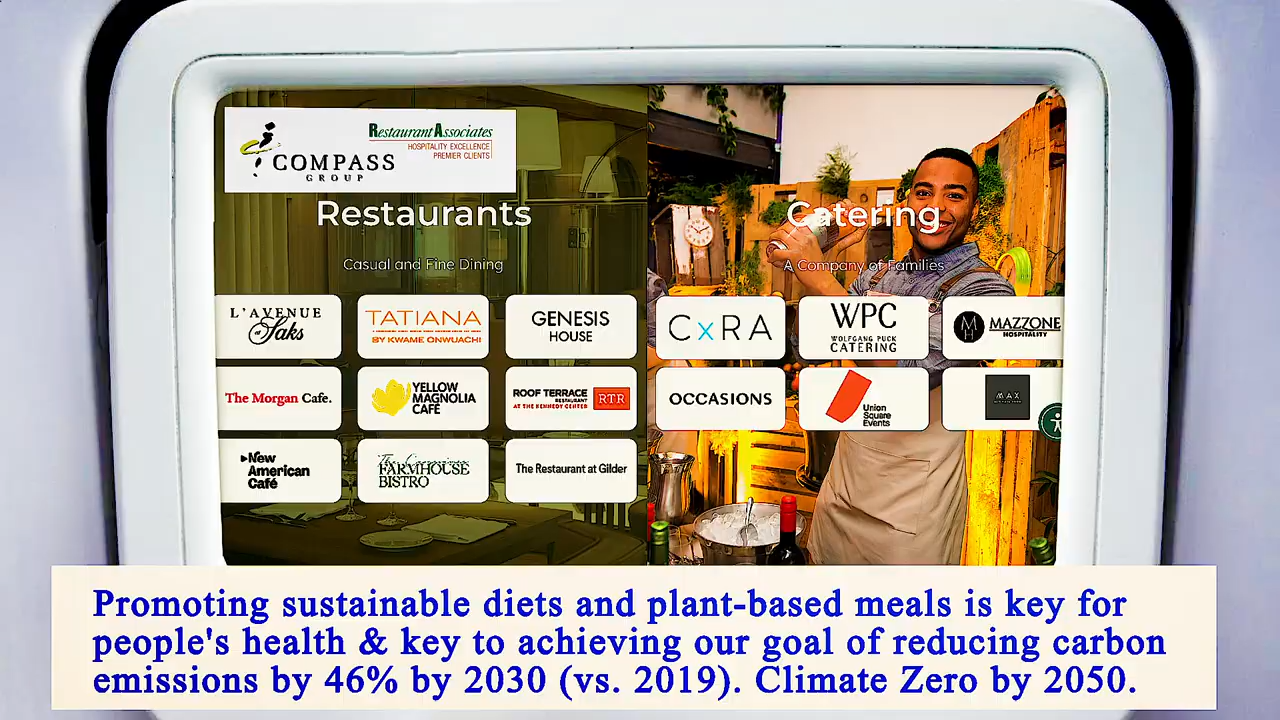 COMPASS
GROUP
RESTAURANT ASSOCIATES
HOSPITALITY EXCELLENCE
PREMIER CLIENTS
Restaurants
Casual and Fine Dining
L'AVENUE
Saks
TATIANA
BY KWAME ONWUACHI
GENESIS
HOUSE
The Morgan Cafe.
YELLOW
MAGNOLIA
CAFÉ
ROOF TERRACE
RESTAURANT
AT THE KENNEDY CENTER
RTR
New
American
Café
FARMHOUSE
BISTRO
The Restaurant at Gilder
Catering
A Company of Families
CxRA
WPC
WOLFGANG PUCK
CATERING
MAZZONE
HOSPITALITY
OCCASIONS
Union
Square
Events
MAX
Promoting sustainable diets and plant-based meals is key for
people's health & key to achieving our goal of reducing carbon
emissions by 46% by 2030 (vs. 2019). Climate Zero by 2050.